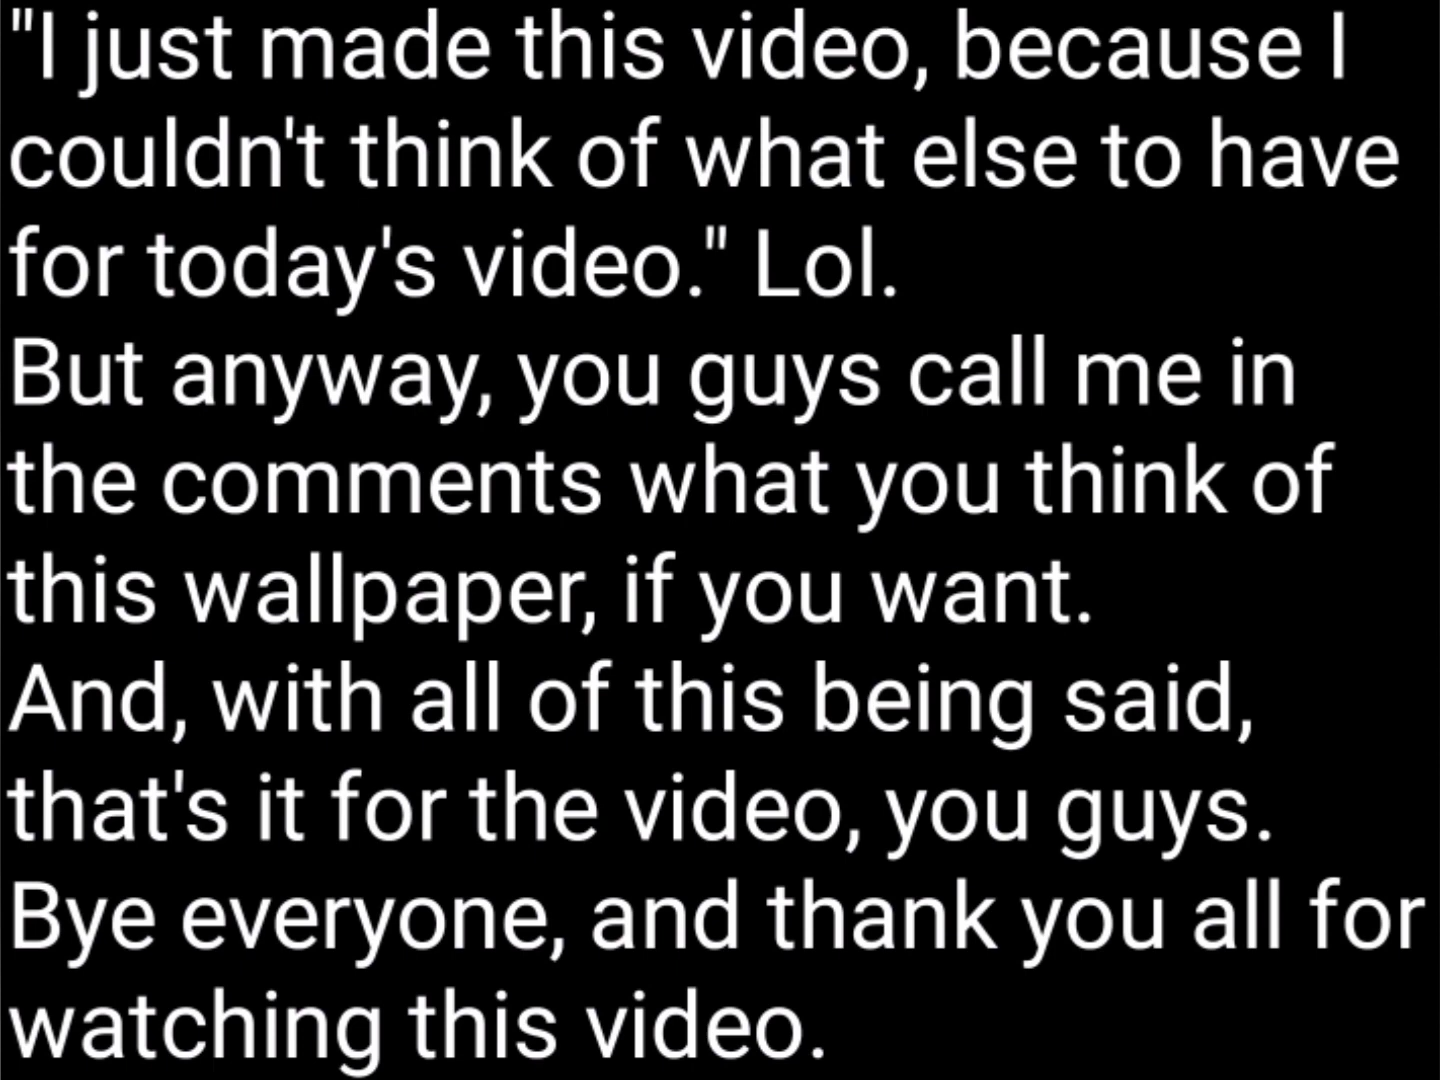 "I just made this video, because I
couldn't think of what else to have
for today's video." Lol.
But anyway, you guys call me in
the comments what you think of
this wallpaper, if you want.
And, with all of this being said,
that's it for the video, you guys.
Bye everyone, and thank you all for
watching this video.